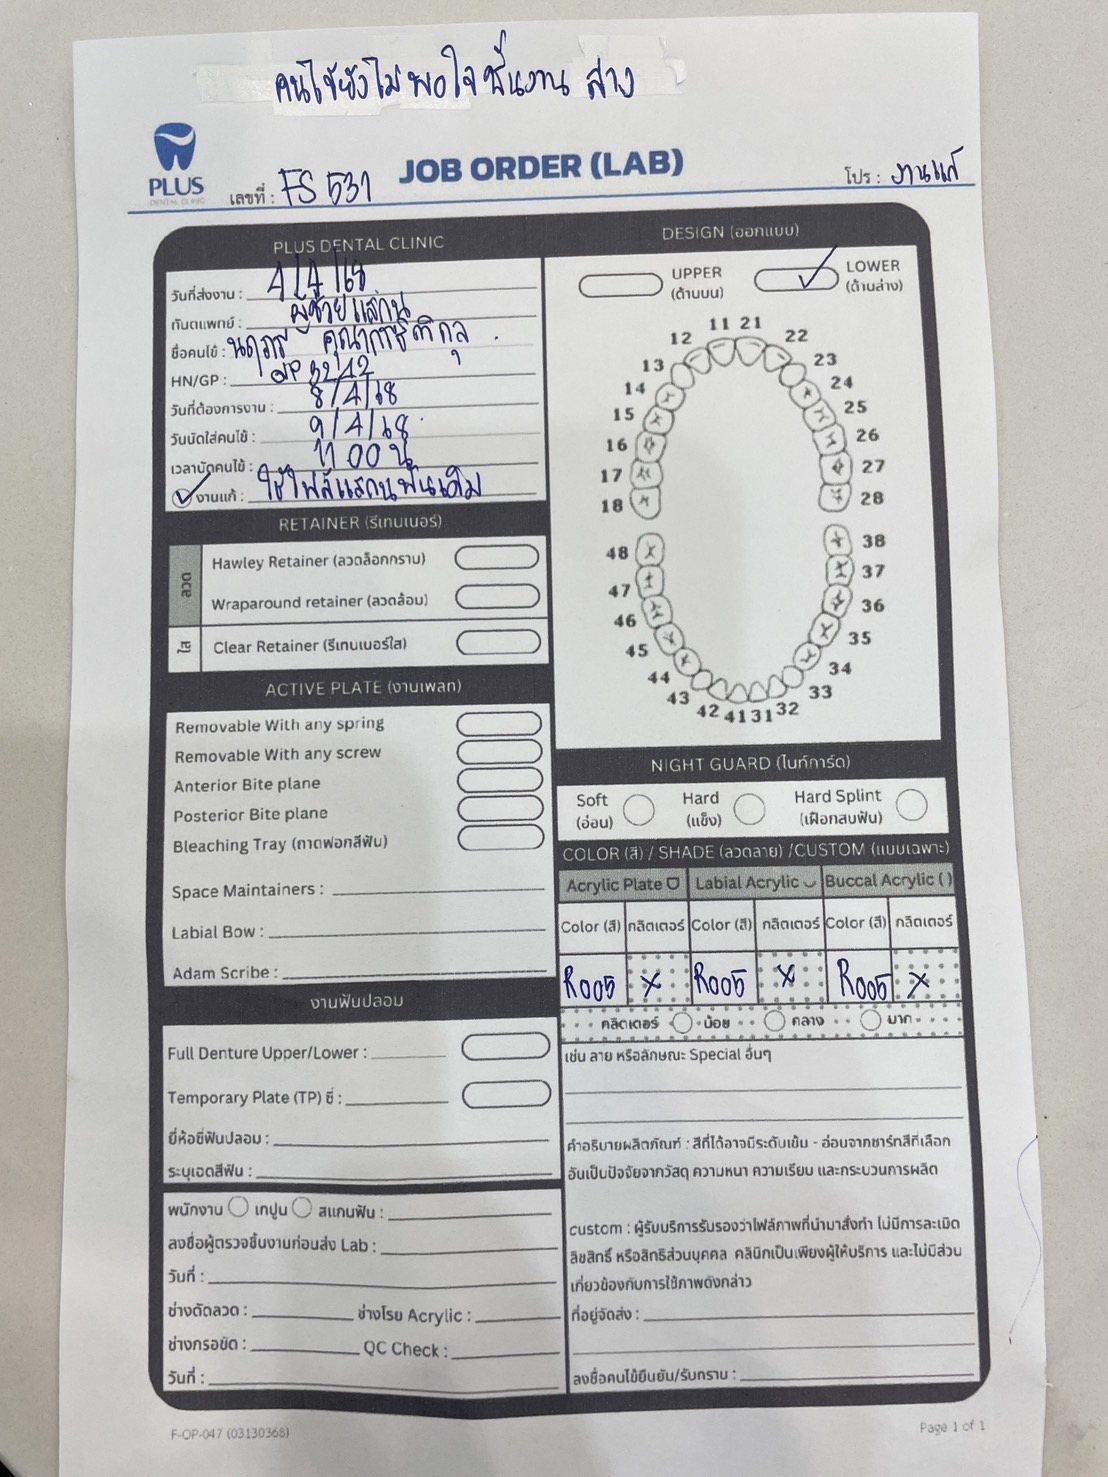 คนไข้ยังไม่พอใจชิ้นงาน ล่าง
PLUS
DENTAL CLINIC
เลขที่ : FS 531
JOB ORDER (LAB)
โปร : งานแก้
PLUS DENTAL CLINIC
วันที่ส่งงาน : 4/4/68
ทันตแพทย์ : ผู้ช่วยแสกน
ชื่อคนไข้ :
HN/GP : GP 3242
วันที่ต้องการงาน : 8/4/68
วันนัดใส่คนไข้ : 9/4/68
เวลานัดคนไข้ : 11 00 น
งานแก้ : ใช้ไฟล์แสกนฟันเดิม
RETAINER (รีเทนเนอร์)
ลวด
Hawley Retainer (ลวดล็อกกราม)
Wraparound retainer (ลวดล้อม)
ใส
Clear Retainer (รีเทนเนอร์ใส)
ACTIVE PLATE (งานเพลท)
Removable With any spring
Removable With any screw
Anterior Bite plane
Posterior Bite plane
Bleaching Tray (ถาดฟอกสีฟัน)
Space Maintainers :
Labial Bow :
Adam Scribe :
งานฟันปลอม
Full Denture Upper/Lower :
Temporary Plate (TP) ซี่ :
ยี่ห้อซี่ฟันปลอม :
ระบุเฉดสีฟัน :
พนักงาน เทปูน สแกนฟัน :
ลงชื่อผู้ตรวจชิ้นงานก่อนส่ง Lab :
วันที่ :
ช่างดัดลวด : ช่างโรย Acrylic :
ช่างกรอขัด : QC Check :
วันที่ :
DESIGN (ออกแบบ)
UPPER
(ด้านบน)
LOWER
(ด้านล่าง)
11 21
12 22
13 23
14 24
15 25
16 26
17 27
18 28
48 38
47 37
46 36
45 35
44 34
43 33
42 41 31 32
NIGHT GUARD (ไนท์การ์ด)
Soft
(อ่อน)
Hard
(แข็ง)
Hard Splint
(เฝือกสบฟัน)
COLOR (สี) / SHADE (ลวดลาย) /CUSTOM (แบบเฉพาะ)
Acrylic Plate Labial Acrylic Buccal Acrylic ( )
Color (สี) กลิตเตอร์ Color (สี) กลิตเตอร์ Color (สี) กลิตเตอร์
R005 X R005 X R005 X
กลิตเตอร์ น้อย กลาง มาก
เช่น ลาย หรือลักษณะ Special อื่นๆ
คำอธิบายผลิตภัณฑ์ : สีที่ได้อาจมีระดับเข้ม - อ่อนจากชาร์ทสีที่เลือก
อันเป็นปัจจัยจากวัสดุ ความหนา ความเรียบ และกระบวนการผลิต
custom : ผู้รับบริการรับรองว่าไฟล์ภาพที่นำมาสั่งทำ ไม่มีการละเมิด
ลิขสิทธิ์ หรือสิทธิส่วนบุคคล คลินิกเป็นเพียงผู้ให้บริการ และไม่มีส่วน
เกี่ยวข้องกับการใช้ภาพดังกล่าว
ที่อยู่จัดส่ง :
ลงชื่อคนไข้ยืนยัน/รับทราบ :
F-OP-047 (03130368)
Page 1 of 1